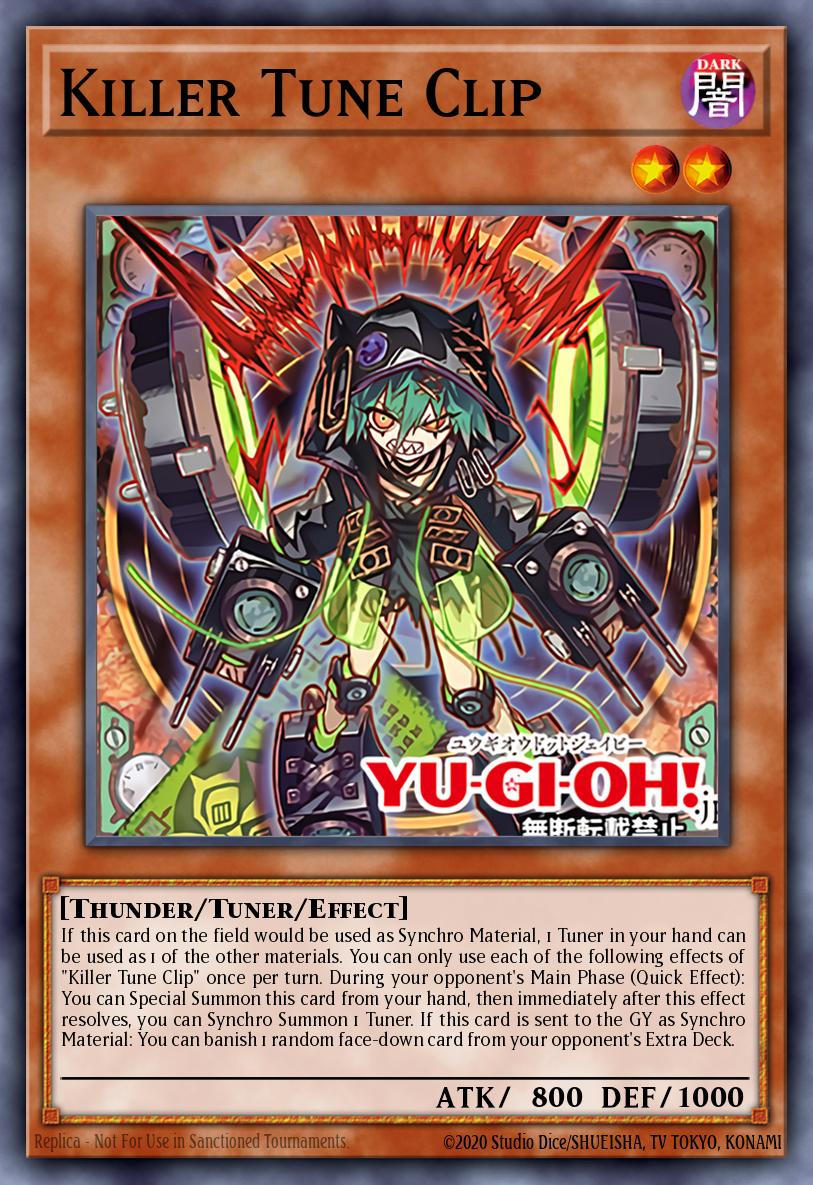 Killer Tune Clip
DARK
闇
ユウギオウドットジェイピー
YU-GI-OH!
無断転載禁止
[Thunder/Tuner/Effect]
If this card on the field would be used as Synchro Material, 1 Tuner in your hand can
be used as 1 of the other materials. You can only use each of the following effects of
"Killer Tune Clip" once per turn. During your opponent's Main Phase (Quick Effect):
You can Special Summon this card from your hand, then immediately after this effect
resolves, you can Synchro Summon 1 Tuner. If this card is sent to the GY as Synchro
Material: You can banish 1 random face-down card from your opponent's Extra Deck.
ATK/ 800 DEF/1000
Replica - Not For Use in Sanctioned Tournaments.
©2020 Studio Dice/SHUEISHA, TV TOKYO, KONAMI